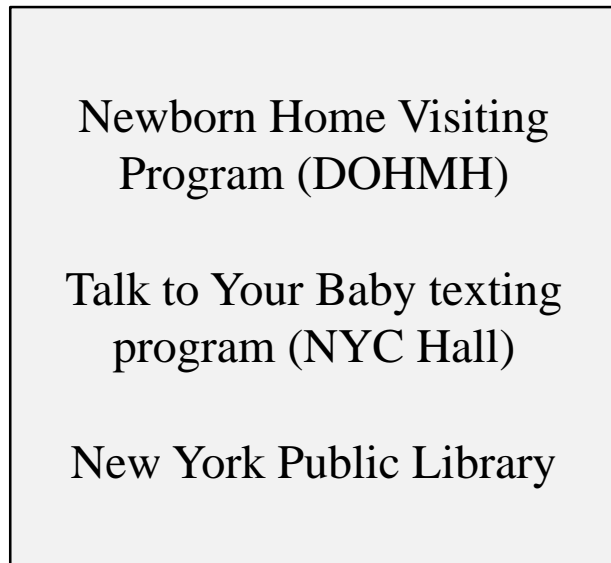 Newborn Home Visiting
Program (DOHMH)
Talk to Your Baby texting
program (NYC Hall)
New York Public Library